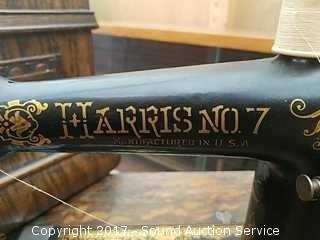 HARRIS NO. 7
MANUFACTURED IN U.S.A
Copyright 2017 - Sound Auction Service